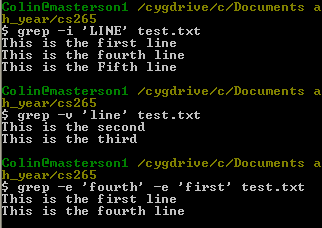 Colin@masterson1 /cygdrive/c/Documents a
h_year/cs265
$ grep -i 'LINE' test.txt
This is the first line
This is the fourth line
This is the Fifth line
Colin@masterson1 /cygdrive/c/Documents a
h_year/cs265
$ grep -v 'line' test.txt
This is the second
This is the third
Colin@masterson1 /cygdrive/c/Documents a
h_year/cs265
$ grep -e 'fourth' -e 'first' test.txt
This is the first line
This is the fourth line